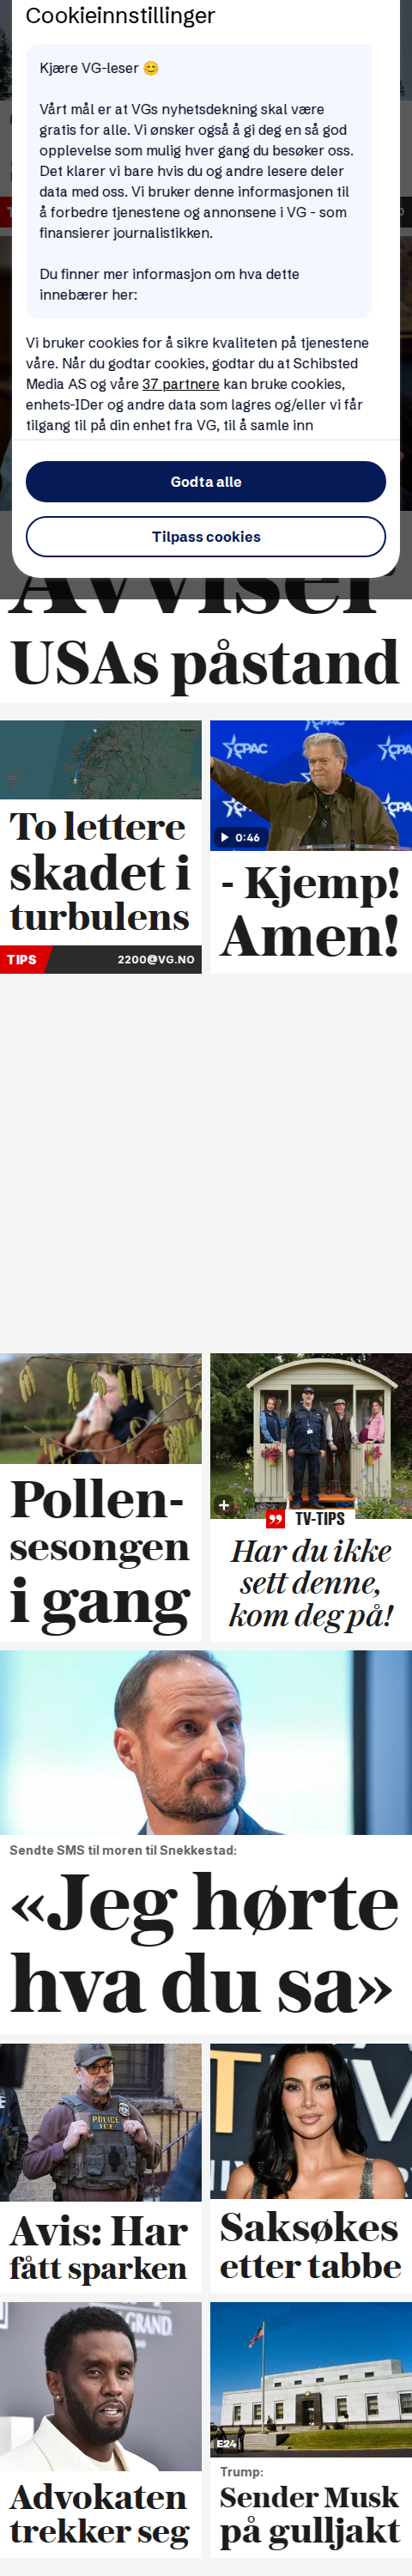 Cookieinnstillinger
Kjære VG-leser 😊
Vårt mål er at VGs nyhetsdekning skal være
gratis for alle. Vi ønsker også å gi deg en så god
opplevelse som mulig hver gang du besøker oss.
Det klarer vi bare hvis du og andre lesere deler
data med oss. Vi bruker denne informasjonen til
å forbedre tjenestene og annonsene i VG - som
finansierer journalistikken.
Du finner mer informasjon om hva dette
innebærer her:
Vi bruker cookies for å sikre kvaliteten på tjenestene
våre. Når du godtar cookies, godtar du at Schibsted
Media AS og våre 37 partnere kan bruke cookies,
enhets-IDer og andre data som lagres og/eller vi får
tilgang til på din enhet fra VG, til å samle inn
Godta alle
Tilpass cookies
Avviser
USAs påstand
To lettere
skadet i
turbulens
TIPS 2200@VG.NO
CPAC
0:46
- Kjemp!
Amen!
Pollen-
sesongen
i gang
TV-TIPS
Har du ikke
sett denne,
kom deg på!
Sendte SMS til moren til Snekkestad:
«Jeg hørte
hva du sa»
POLICE
ICE
Avis: Har
fått sparken
Saksøkes
etter tabbe
Advokaten
trekker seg
E24
Trump:
Sender Musk
på gulljakt